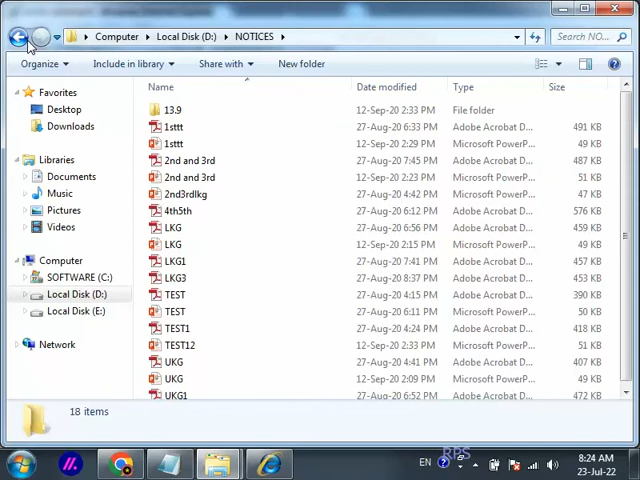 Computer ▸ Local Disk (D:) ▸ NOTICES ▸
Search NO...
Organize Include in library Share with New folder
Name Date modified Type Size
Favorites
Desktop
Downloads
Libraries
Documents
Music
Pictures
Videos
Computer
SOFTWARE (C:)
Local Disk (D:)
Local Disk (E:)
Network
13.9 12-Sep-20 2:33 PM File folder
1sttt 27-Aug-20 6:33 PM Adobe Acrobat D... 491 KB
1sttt 12-Sep-20 2:29 PM Microsoft PowerP... 49 KB
2nd and 3rd 27-Aug-20 7:45 PM Adobe Acrobat D... 487 KB
2nd and 3rd 12-Sep-20 2:23 PM Microsoft PowerP... 51 KB
2nd3rdlkg 27-Aug-20 4:42 PM Microsoft PowerP... 47 KB
4th5th 27-Aug-20 6:12 PM Adobe Acrobat D... 576 KB
LKG 27-Aug-20 6:56 PM Adobe Acrobat D... 459 KB
LKG 12-Sep-20 2:15 PM Microsoft PowerP... 49 KB
LKG1 27-Aug-20 7:41 PM Adobe Acrobat D... 457 KB
LKG3 27-Aug-20 8:37 PM Adobe Acrobat D... 453 KB
TEST 27-Aug-20 4:15 PM Adobe Acrobat D... 390 KB
TEST 27-Aug-20 6:11 PM Microsoft PowerP... 50 KB
TEST1 27-Aug-20 4:24 PM Adobe Acrobat D... 418 KB
TEST12 12-Sep-20 2:33 PM Microsoft PowerP... 51 KB
UKG 27-Aug-20 4:41 PM Adobe Acrobat D... 407 KB
UKG 12-Sep-20 2:09 PM Microsoft PowerP... 49 KB
UKG1 27-Aug-20 6:52 PM Adobe Acrobat D... 472 KB
18 items
RPS
EN
8:24 AM
23-Jul-22